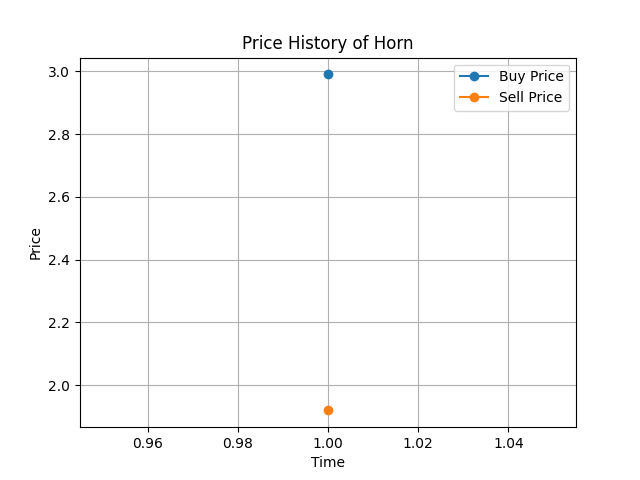 Price History of Horn
Buy Price
Sell Price
3.0
2.8
2.6
2.4
2.2
2.0
Price
0.96 0.98 1.00 1.02 1.04
Time